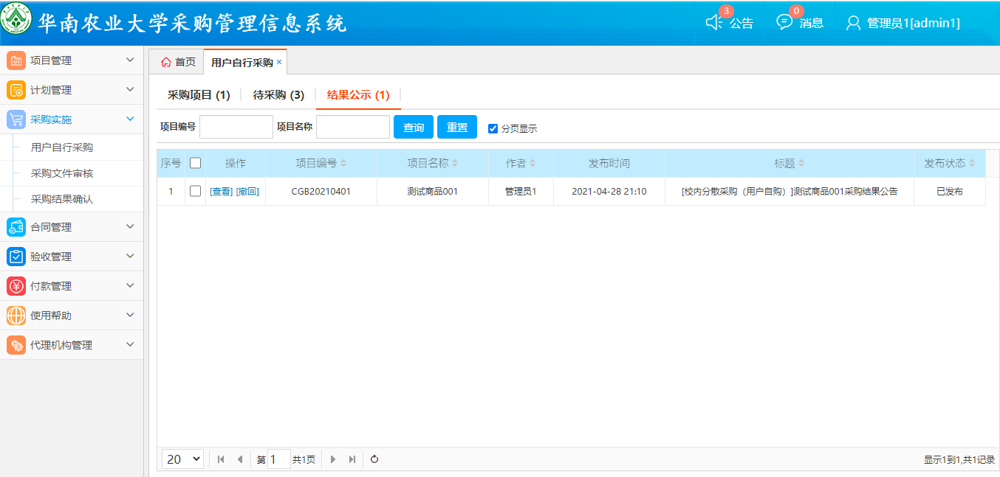 华南农业大学采购管理信息系统
3 公告
0 消息
管理员1[admin1]
项目管理
计划管理
采购实施
用户自行采购
采购文件审核
采购结果确认
合同管理
验收管理
付款管理
使用帮助
代理机构管理
首页 用户自行采购 ×
采购项目 (1) 待采购 (3) 结果公示 (1)
项目编号 项目名称 查询 重置 分页显示
序号 操作 项目编号 项目名称 作者 发布时间 标题 发布状态
1 [查看] [撤回] CGB20210401 测试商品001 管理员1 2021-04-28 21:10 [校内分散采购（用户自购）]测试商品001采购结果公告 已发布
20 第 1 共1页 显示1到1,共1记录